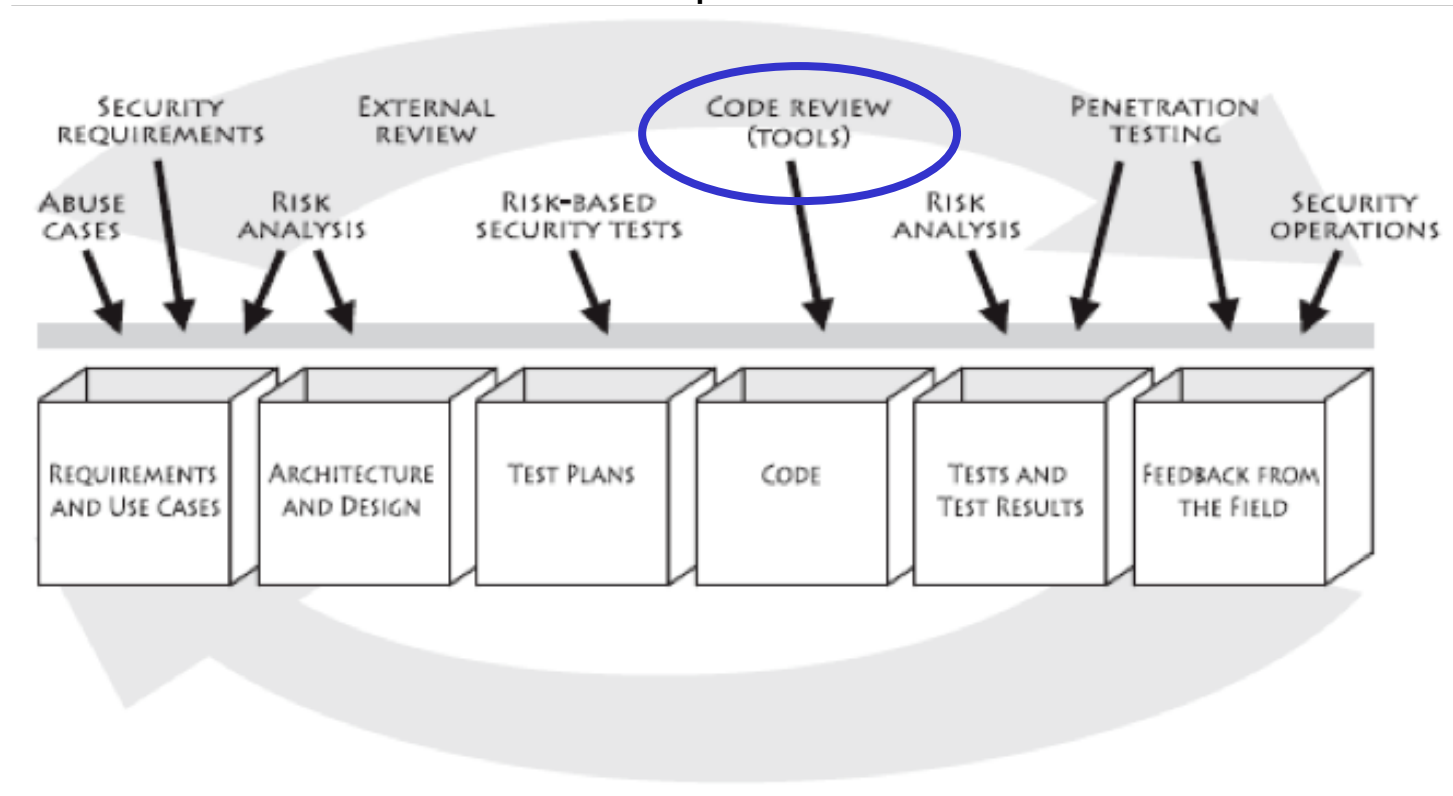 SECURITY
REQUIREMENTS
EXTERNAL
REVIEW
CODE REVIEW
(TOOLS)
PENETRATION
TESTING
ABUSE
CASES
RISK
ANALYSIS
RISK-BASED
SECURITY TESTS
RISK
ANALYSIS
SECURITY
OPERATIONS
REQUIREMENTS
AND USE CASES
ARCHITECTURE
AND DESIGN
TEST PLANS
CODE
TESTS AND
TEST RESULTS
FEEDBACK FROM
THE FIELD